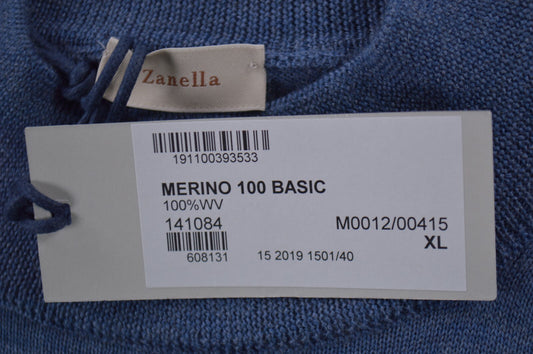 Zanella
191100393533
MERINO 100 BASIC
100%WV
141084 M0012/00415
XL
608131 15 2019 1501/40